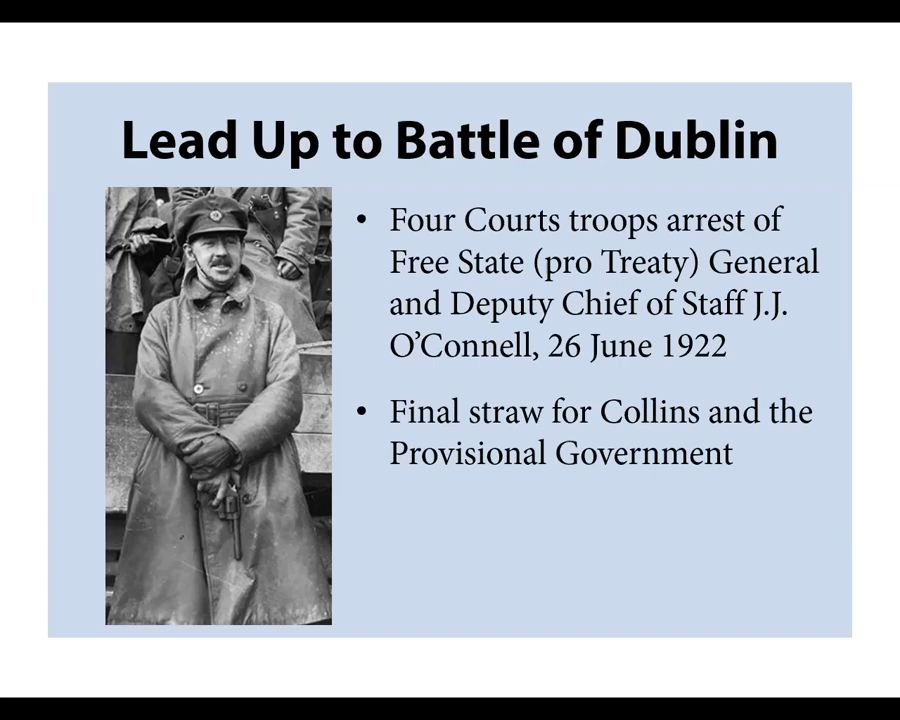 Lead Up to Battle of Dublin
• Four Courts troops arrest of
Free State (pro Treaty) General
and Deputy Chief of Staff J.J.
O’Connell, 26 June 1922
• Final straw for Collins and the
Provisional Government